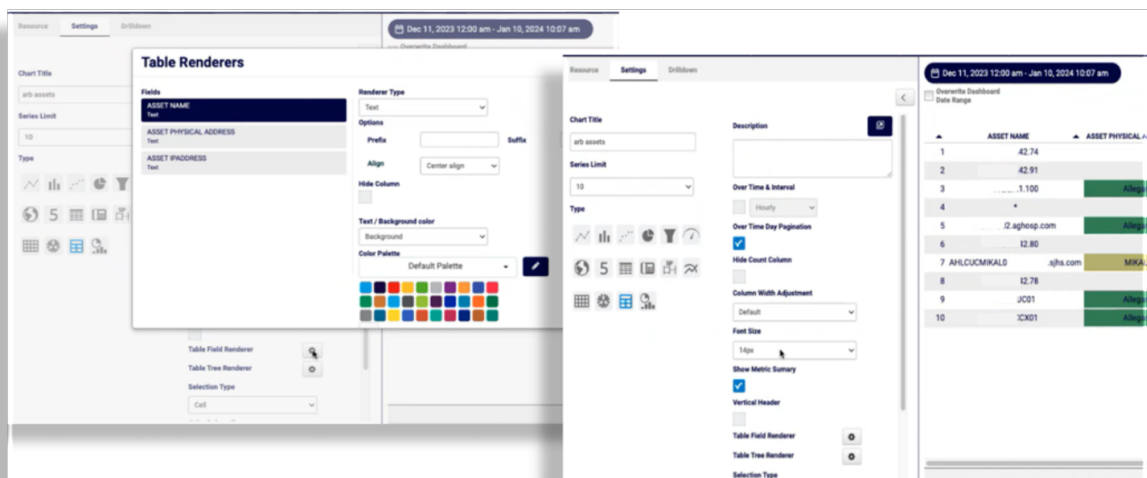 Resource Settings Drilldown
Dec 11, 2023 12:00 am - Jan 10, 2024 10:07 am
Overwrite Dashboard
Chart Title
arb assets
Series Limit
10
Type
5
Table Renderers
Fields
ASSET NAME
Text
ASSET PHYSICAL ADDRESS
Text
ASSET IPADDRESS
Text
Renderer Type
Text
Options
Prefix Suffix
Align Center align
Hide Column
Text / Background color
Background
Color Palette
Default Palette
Table Field Renderer
Table Tree Renderer
Selection Type
Cell
Resource Settings Drilldown
Chart Title
arb assets
Series Limit
10
Type
5
Description
Over Time & Interval
Hourly
Over Time Day Pagination
Hide Count Column
Column Width Adjustment
Default
Font Size
14px
Show Metric Sumary
Vertical Header
Table Field Renderer
Table Tree Renderer
Selection Type
Dec 11, 2023 12:00 am - Jan 10, 2024 10:07 am
Overwrite Dashboard
Date Range
ASSET NAME ASSET PHYSICAL
1 .42.74
2 .42.91
3 .1.100
4 *
5 /2.aghosp.com
6 .80
7 AHLCUCMIKAL0 .sjhs.com MIKAL
8 .78
9 JC01
10 CX01